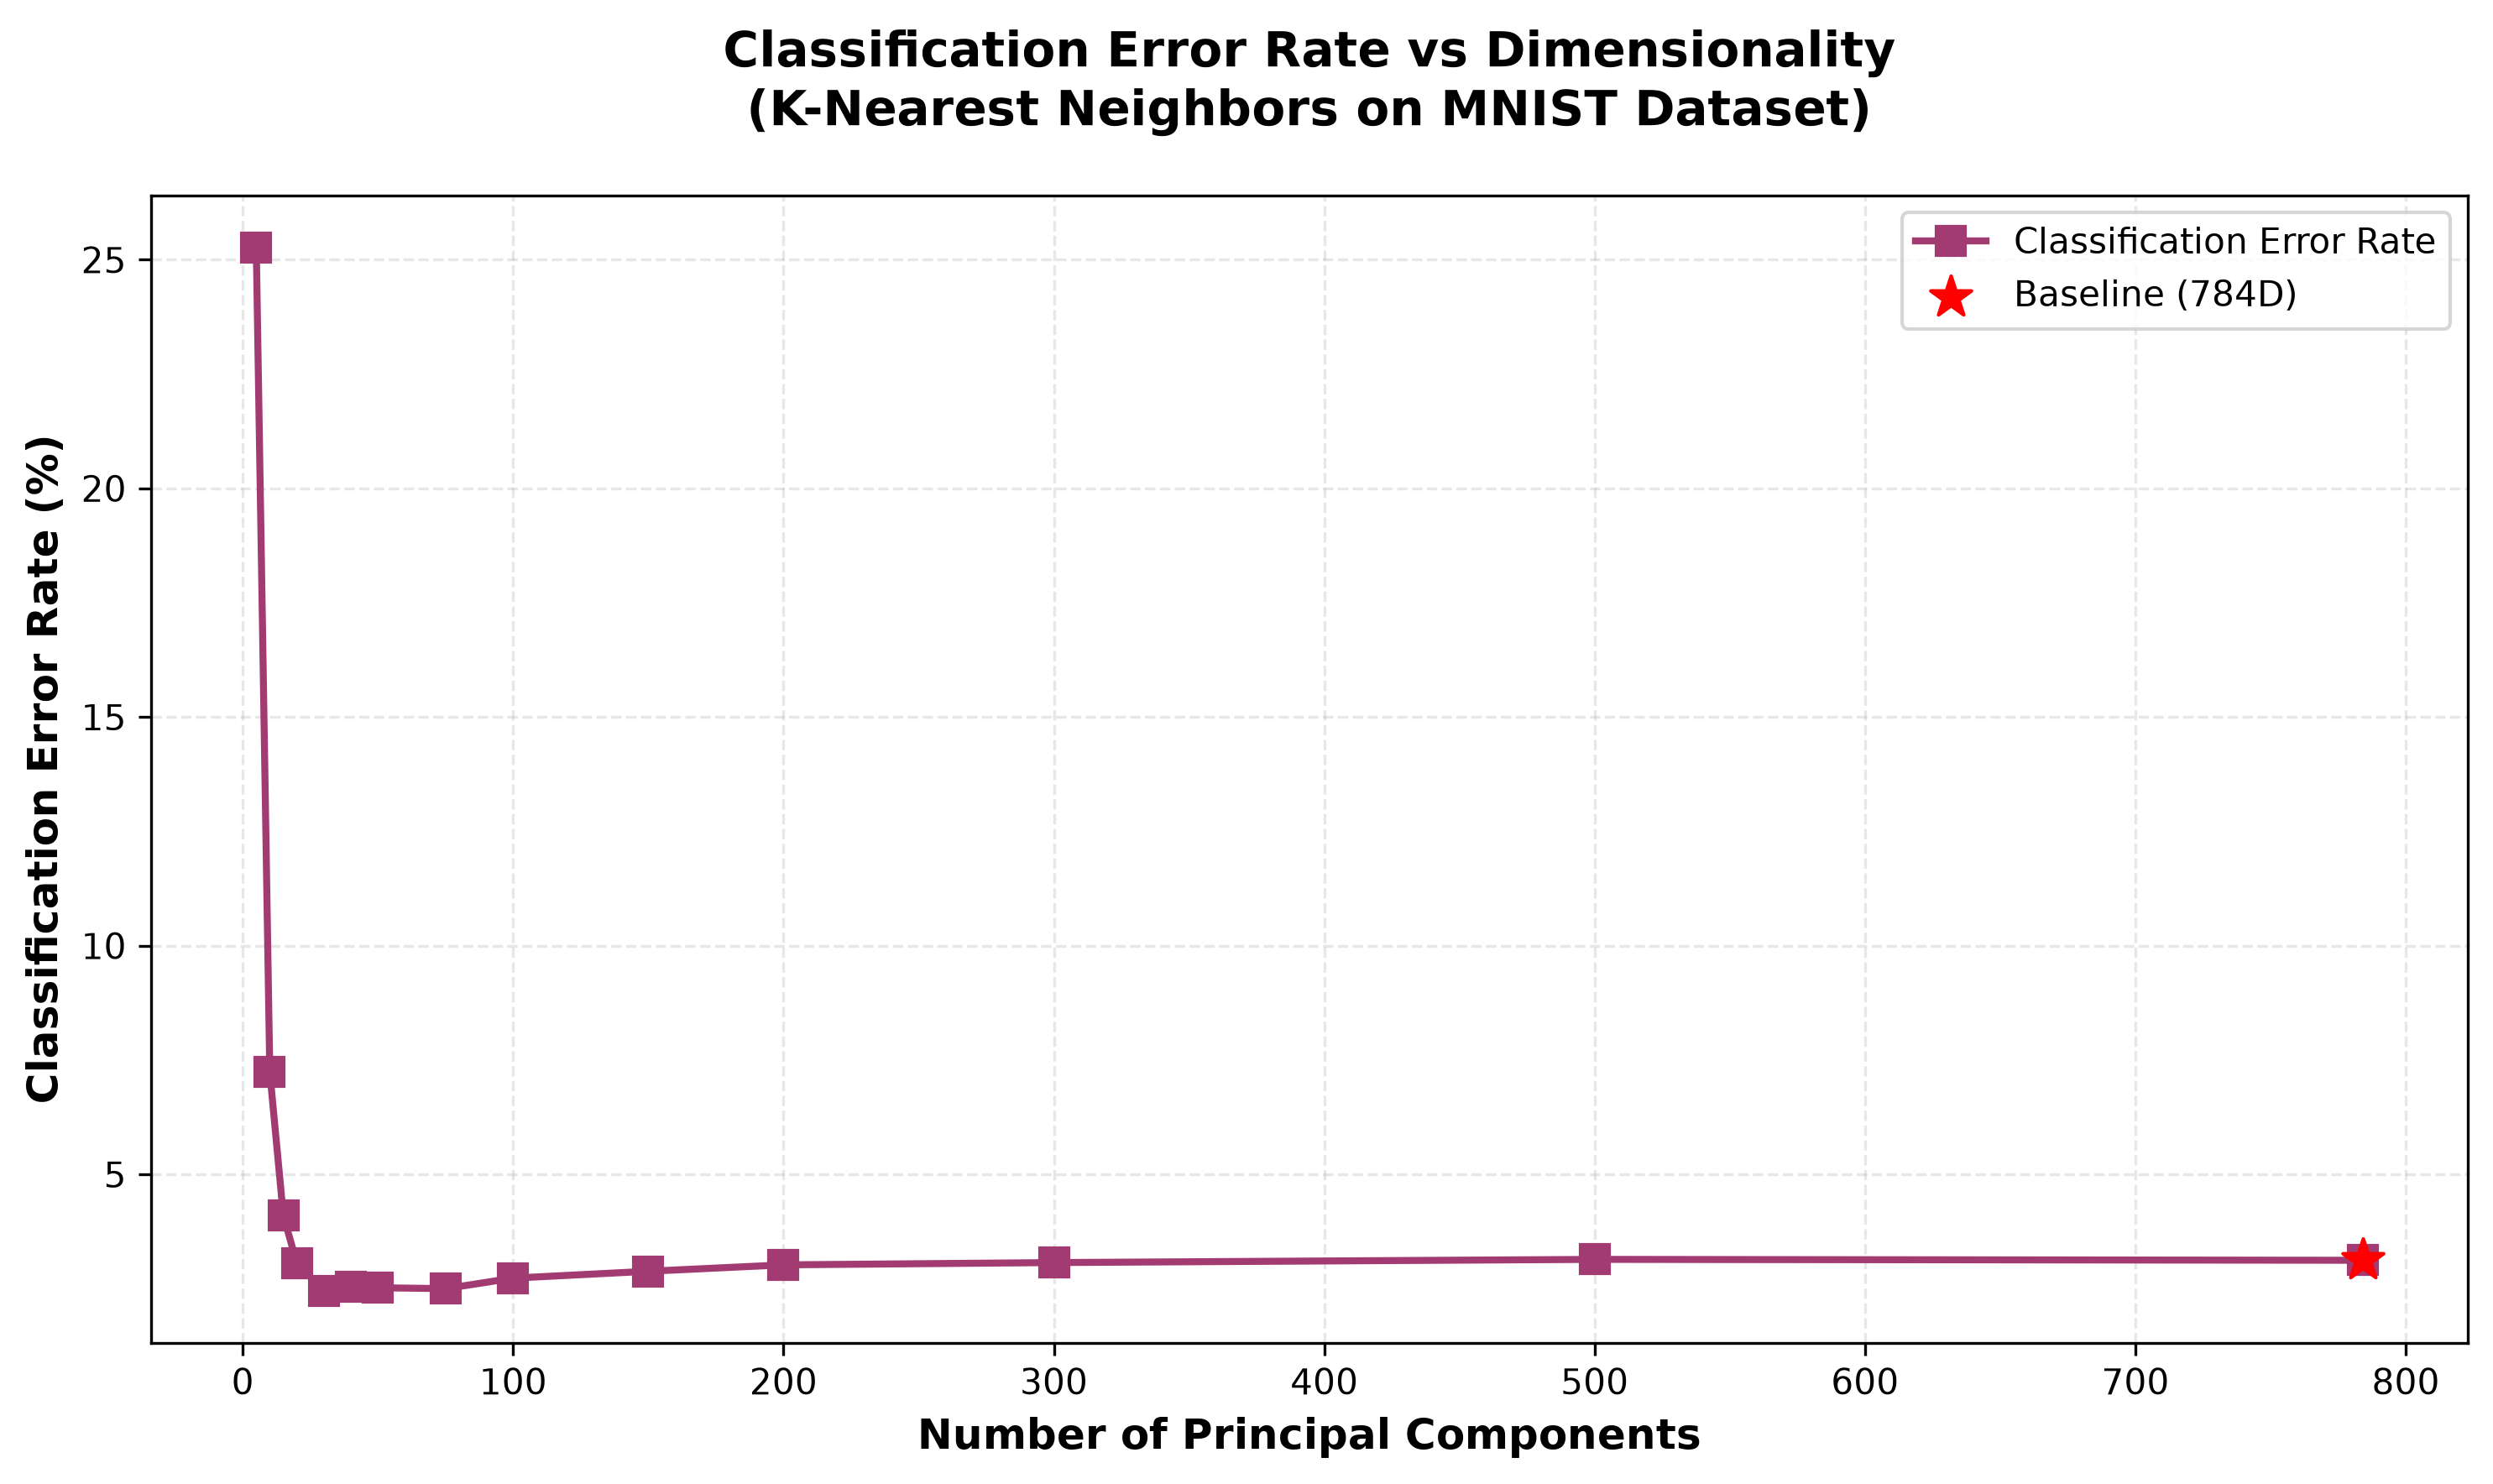 Classification Error Rate vs Dimensionality
(K-Nearest Neighbors on MNIST Dataset)
Classification Error Rate
Baseline (784D)
Classification Error Rate (%)
25
20
15
10
5
0 100 200 300 400 500 600 700 800
Number of Principal Components